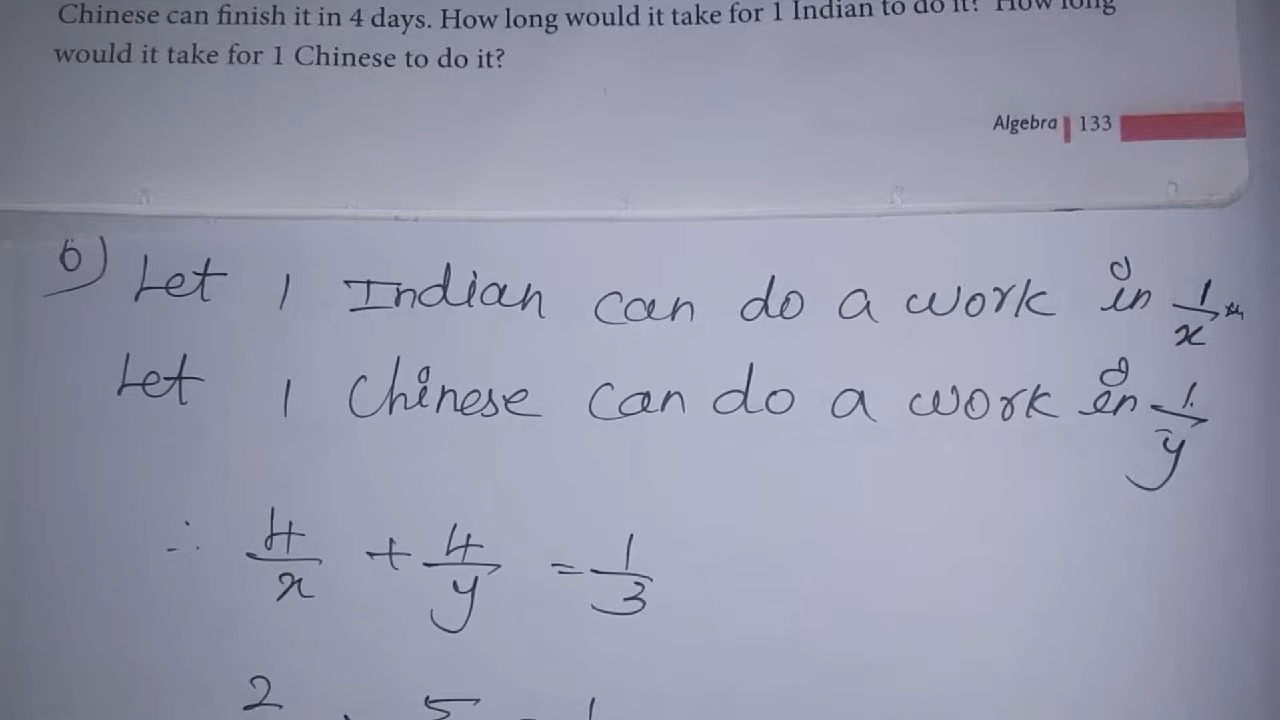 Chinese can finish it in 4 days. How long would it take for 1 Indian to do it? How long
would it take for 1 Chinese to do it?
Algebra | 133
6) Let 1 Indian can do a work in 1/x
Let 1 Chinese can do a work in 1/y
∴ 4/x + 4/y = 1/3
2 5 1